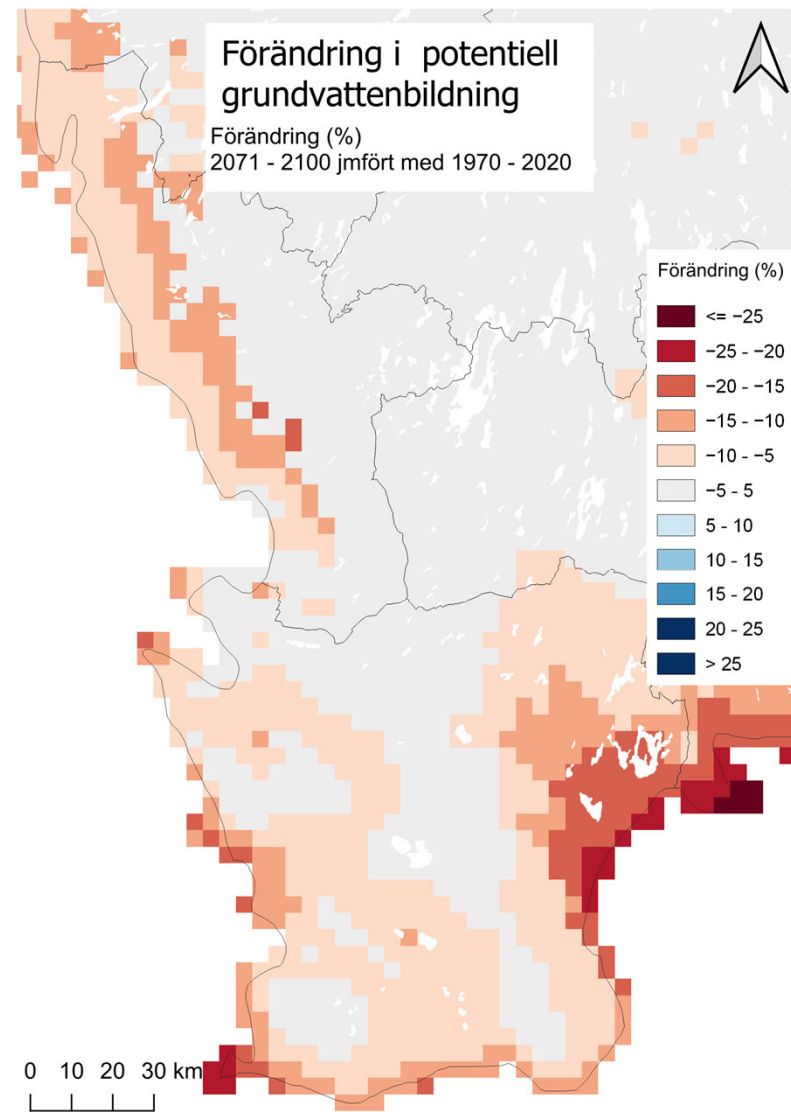 Förändring i  potentiell
grundvattenbildning
Förändring (%)
2071 - 2100 jmfört med 1970 - 2020
Förändring (%)
<= −25
−25 - −20
−20 - −15
−15 - −10
−10 - −5
−5 - 5
5 - 10
10 - 15
15 - 20
20 - 25
> 25
0 10 20 30 km